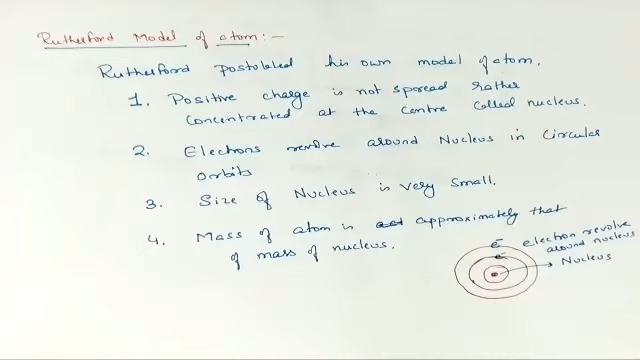 Rutherford Model of atom:-
Rutherford postulated his own model of atom.
1. Positive charge is not spread rather
concentrated at the centre called nucleus.
2. Electrons revolve around Nucleus in Circular
Orbits
3. Size of Nucleus is very small.
4. Mass of atom is approximately that
of mass of nucleus.
e- electron revolve
around nucleus
e-
Nucleus